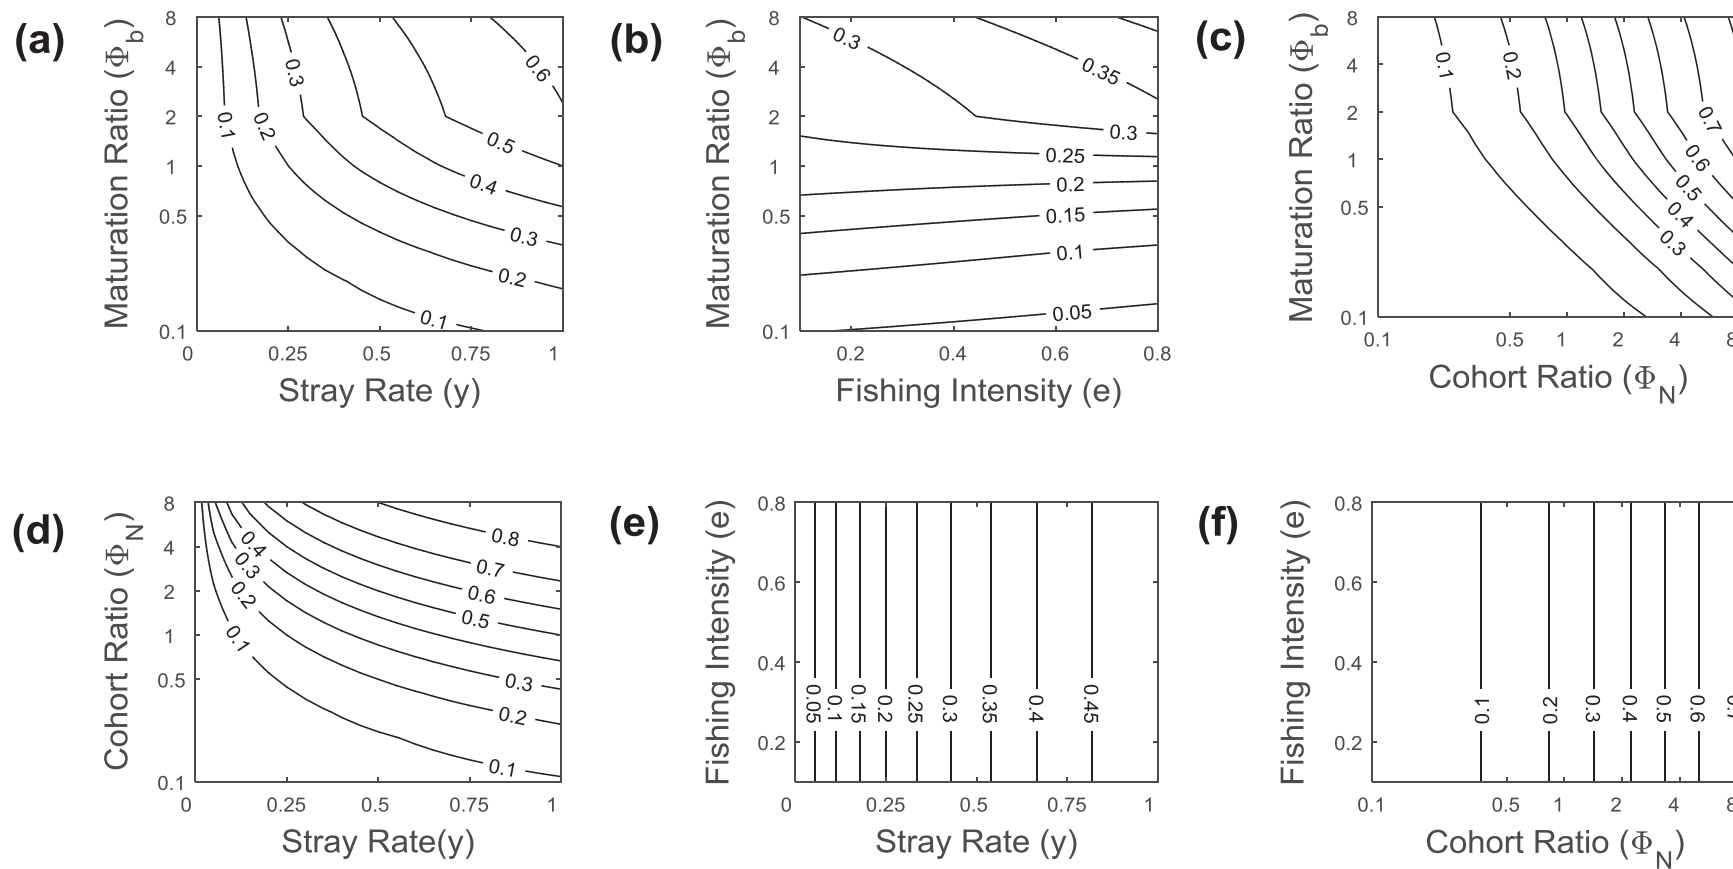 (a)
Maturation Ratio (Φb)
8
4
2
1
0.5
0.1
0.1
0.2
0.3
0.6
0.5
0.4
0.3
0.2
0.1
0 0.25 0.5 0.75 1
Stray Rate (y)
(b)
Maturation Ratio (Φb)
8
4
2
1
0.5
0.1
0.3
0.35
0.3
0.25
0.2
0.15
0.1
0.05
0.2 0.4 0.6 0.8
Fishing Intensity (e)
(c)
Maturation Ratio (Φb)
8
4
2
1
0.5
0.1
0.1
0.2
0.7
0.6
0.5
0.4
0.3
0.1 0.5 1 2 4 8
Cohort Ratio (ΦN)
(d)
Cohort Ratio (ΦN)
8
4
2
1
0.5
0.1
0.8
0.4
0.3
0.7
0.2
0.6
0.5
0.1
0.3
0.2
0.1
0 0.25 0.5 0.75 1
Stray Rate(y)
(e)
Fishing Intensity (e)
0.8
0.6
0.4
0.2
0.05 0.1 0.15 0.2 0.25 0.3 0.35 0.4 0.45
0 0.25 0.5 0.75 1
Stray Rate (y)
(f)
Fishing Intensity (e)
0.8
0.6
0.4
0.2
0.1 0.2 0.3 0.4 0.5 0.6
0.1 0.5 1 2 4 8
Cohort Ratio (ΦN)